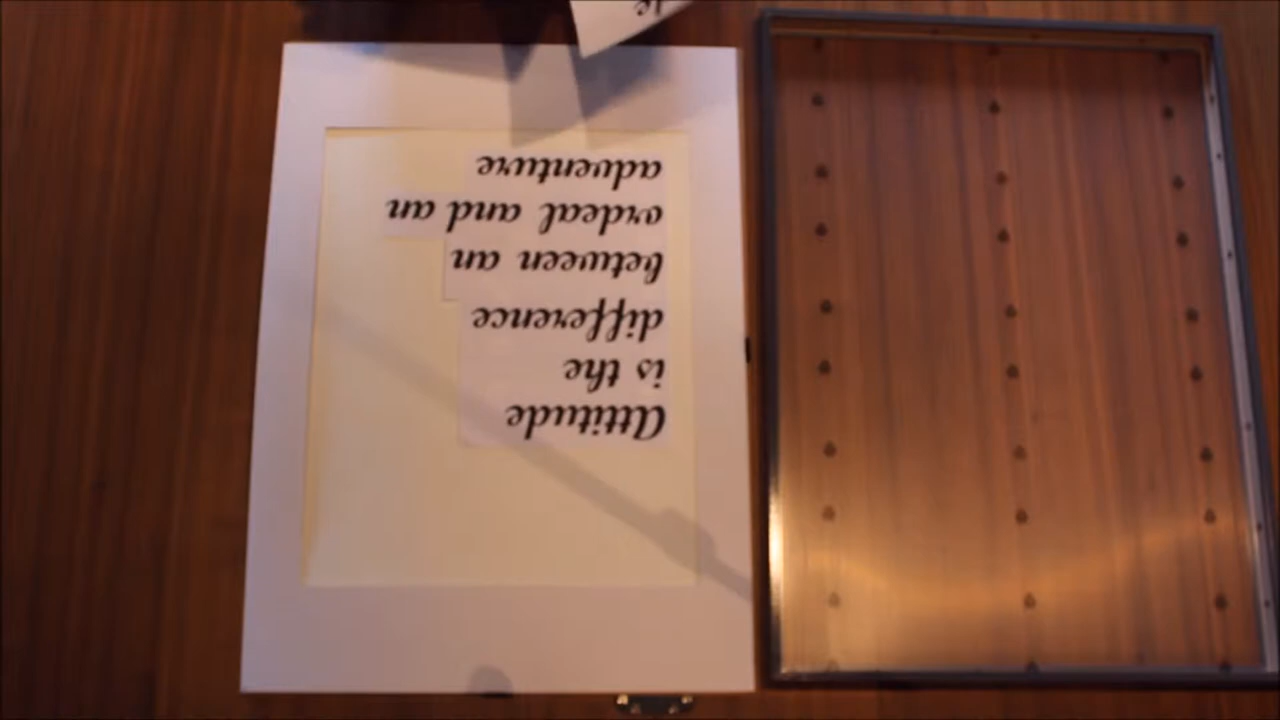 Attitude
is the
difference
between an
ordeal and an
adventure